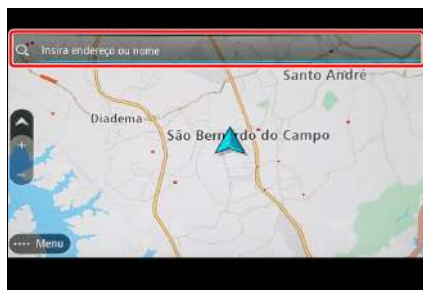 Insira endereço ou nome
Santo André
Diadema
São Bernardo do Campo
Menu